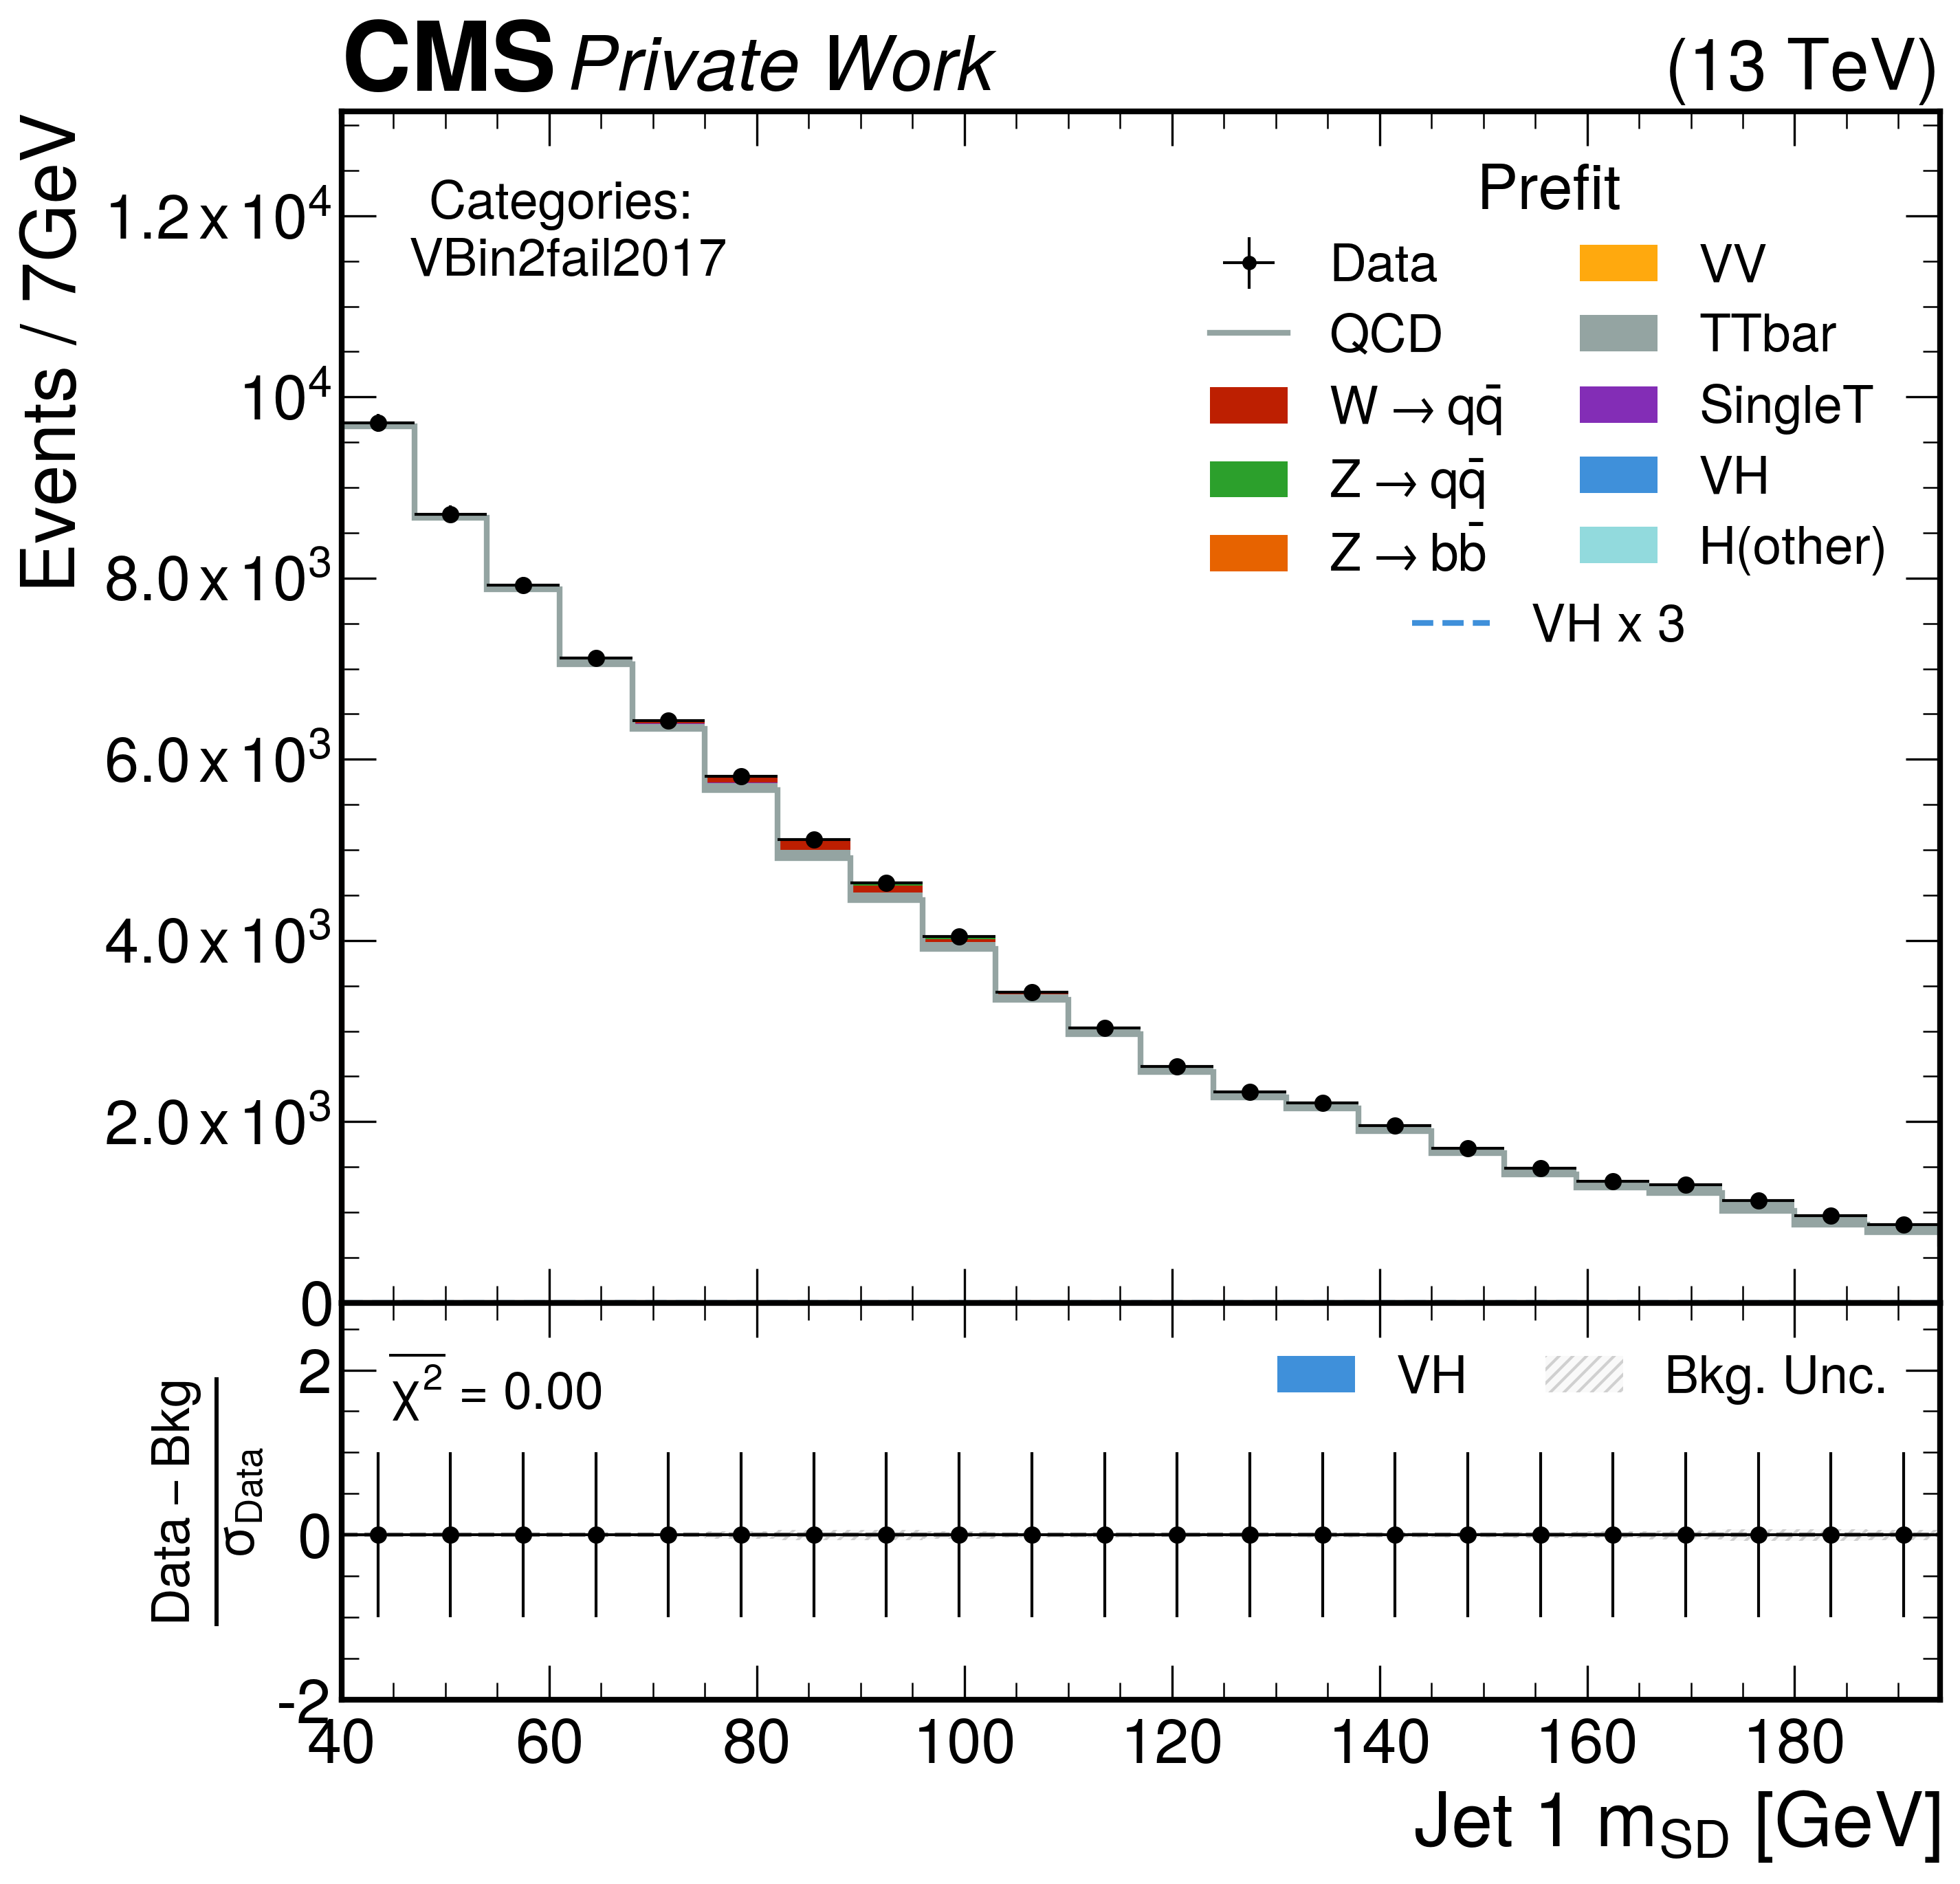 CMS Private Work (13 TeV)
Events / 7GeV
1.2 x 10⁴
10⁴
8.0 x 10³
6.0 x 10³
4.0 x 10³
2.0 x 10³
0
Categories:
VBin2fail2017
Prefit
Data
QCD
W → qq̄
Z → qq̄
Z → bb̄
VV
TTbar
SingleT
VH
H(other)
VH x 3
Data – Bkg
σ_Data
2
0
-2
χ² = 0.00
VH
Bkg. Unc.
40 60 80 100 120 140 160 180
Jet 1 m_SD [GeV]